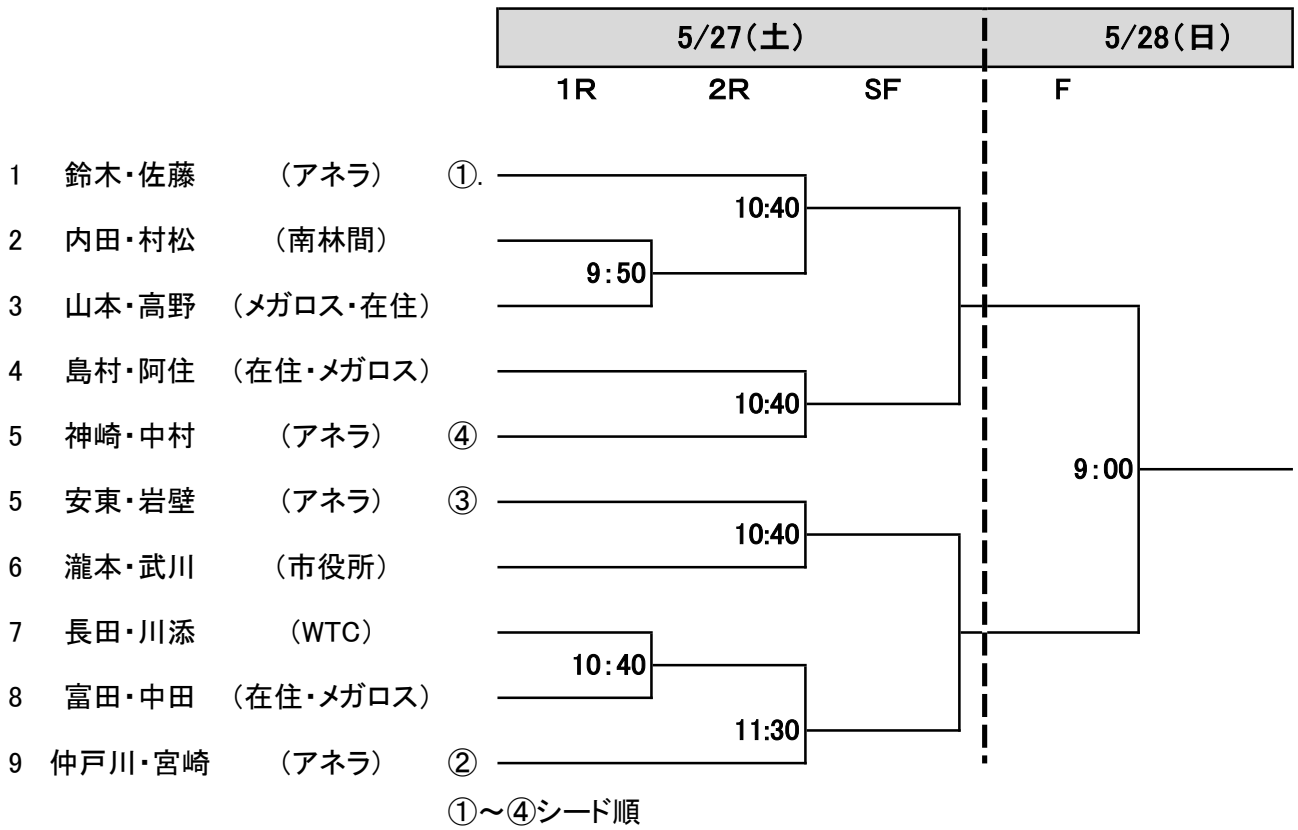 5/27(土) 5/28(日)
1R 2R SF F
1 鈴木・佐藤 (アネラ) ①.
10:40
2 内田・村松 (南林間)
9:50
3 山本・高野 (メガロス・在住)
4 島村・阿住 (在住・メガロス)
10:40
5 神崎・中村 (アネラ) ④
9:00
5 安東・岩壁 (アネラ) ③
10:40
6 瀧本・武川 (市役所)
7 長田・川添 (WTC)
10:40
8 富田・中田 (在住・メガロス)
11:30
9 仲戸川・宮崎 (アネラ) ②
①～④シード順